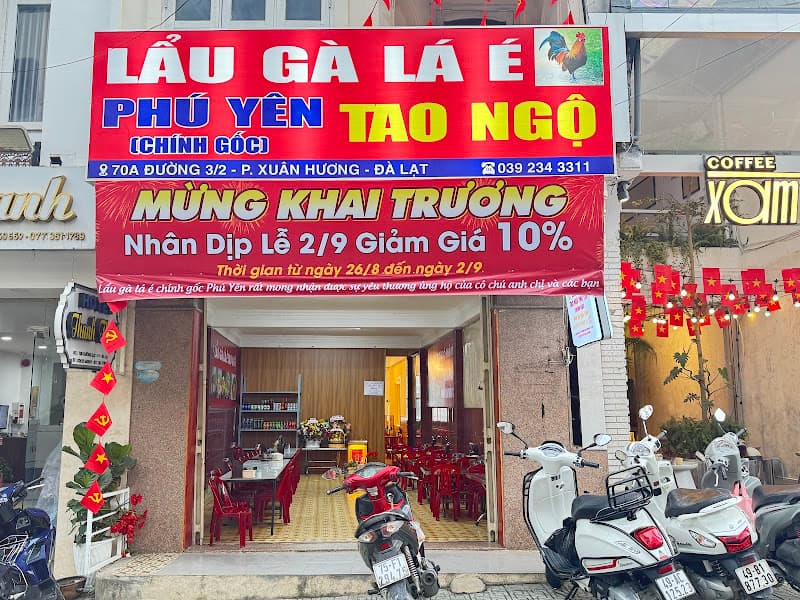 LẨU GÀ LÁ É
PHÚ YÊN
(CHÍNH GỐC)
TAO NGỘ
70A ĐƯỜNG 3/2 - P. XUÂN HƯƠNG - ĐÀ LẠT
039 234 3311
MỪNG KHAI TRƯƠNG
Nhân Dịp Lễ 2/9 Giảm Giá 10%
Thời gian từ ngày 26/8 đến ngày 2/9
Lẩu gà lá é chính gốc Phú Yên rất mong nhận được sự yêu thương ủng hộ của cô chú anh chị và các bạn
COFFEE
XAM
anh
077 381 1789
49-B1
877.30